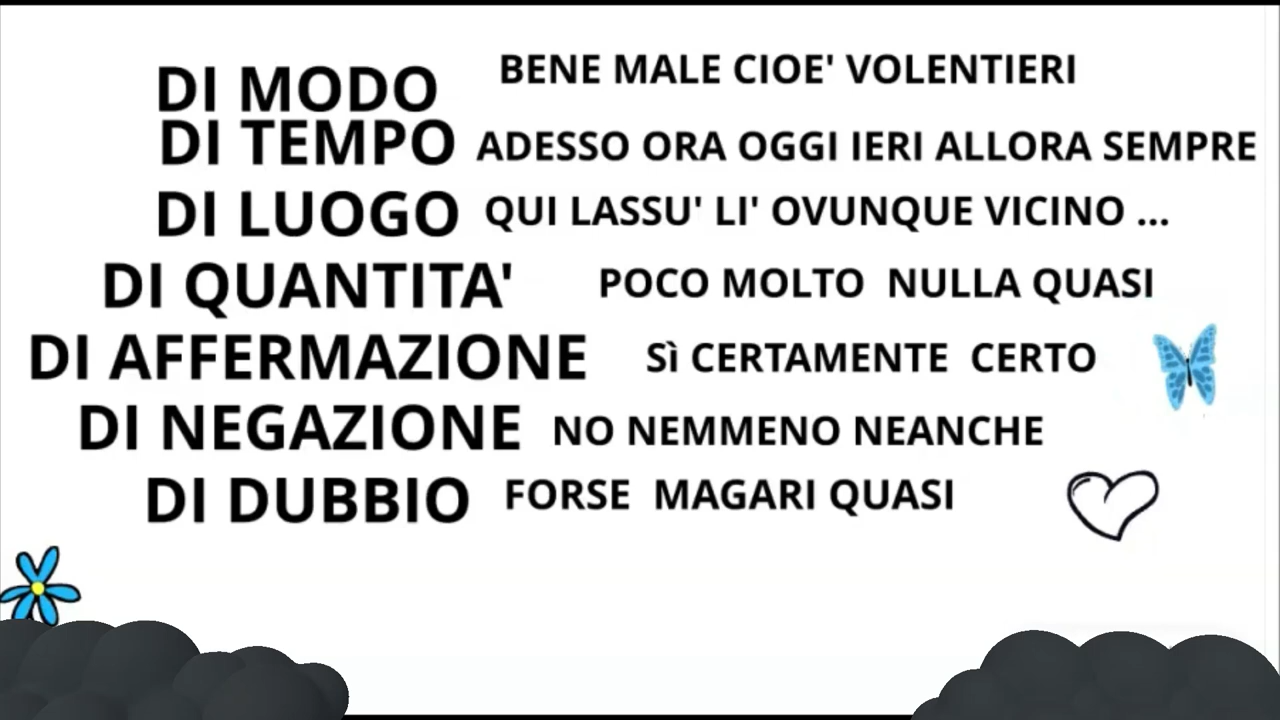 DI MODO BENE MALE CIOE' VOLENTIERI
DI TEMPO ADESSO ORA OGGI IERI ALLORA SEMPRE
DI LUOGO QUI LASSU' LI' OVUNQUE VICINO ...
DI QUANTITA' POCO MOLTO NULLA QUASI
DI AFFERMAZIONE Sì CERTAMENTE CERTO
DI NEGAZIONE NO NEMMENO NEANCHE
DI DUBBIO FORSE MAGARI QUASI